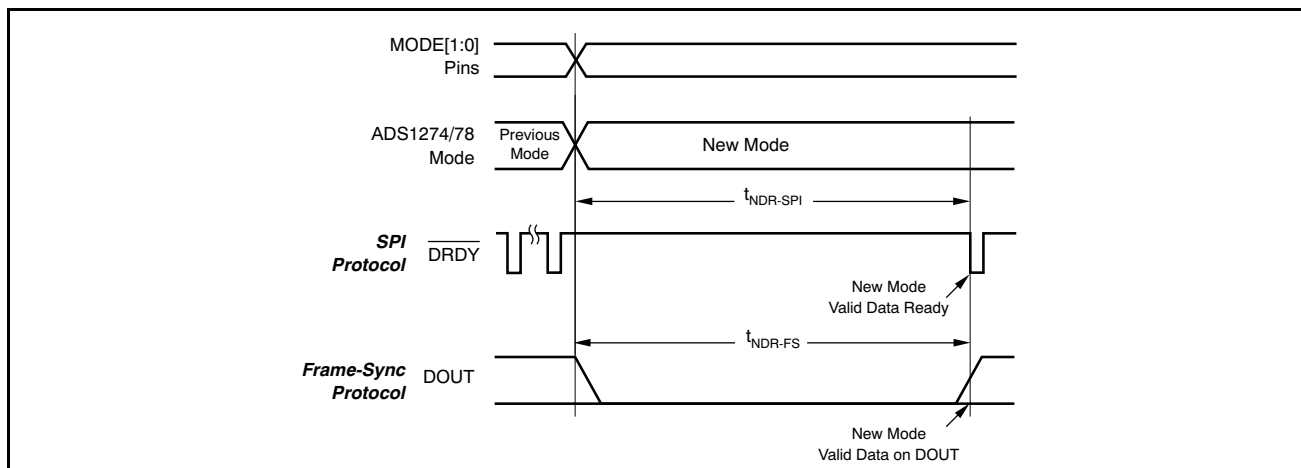 MODE[1:0]
Pins
ADS1274/78
Mode
Previous
Mode
New Mode
tNDR-SPI
SPI
Protocol
DRDY
New Mode
Valid Data Ready
tNDR-FS
Frame-Sync
Protocol
DOUT
New Mode
Valid Data on DOUT